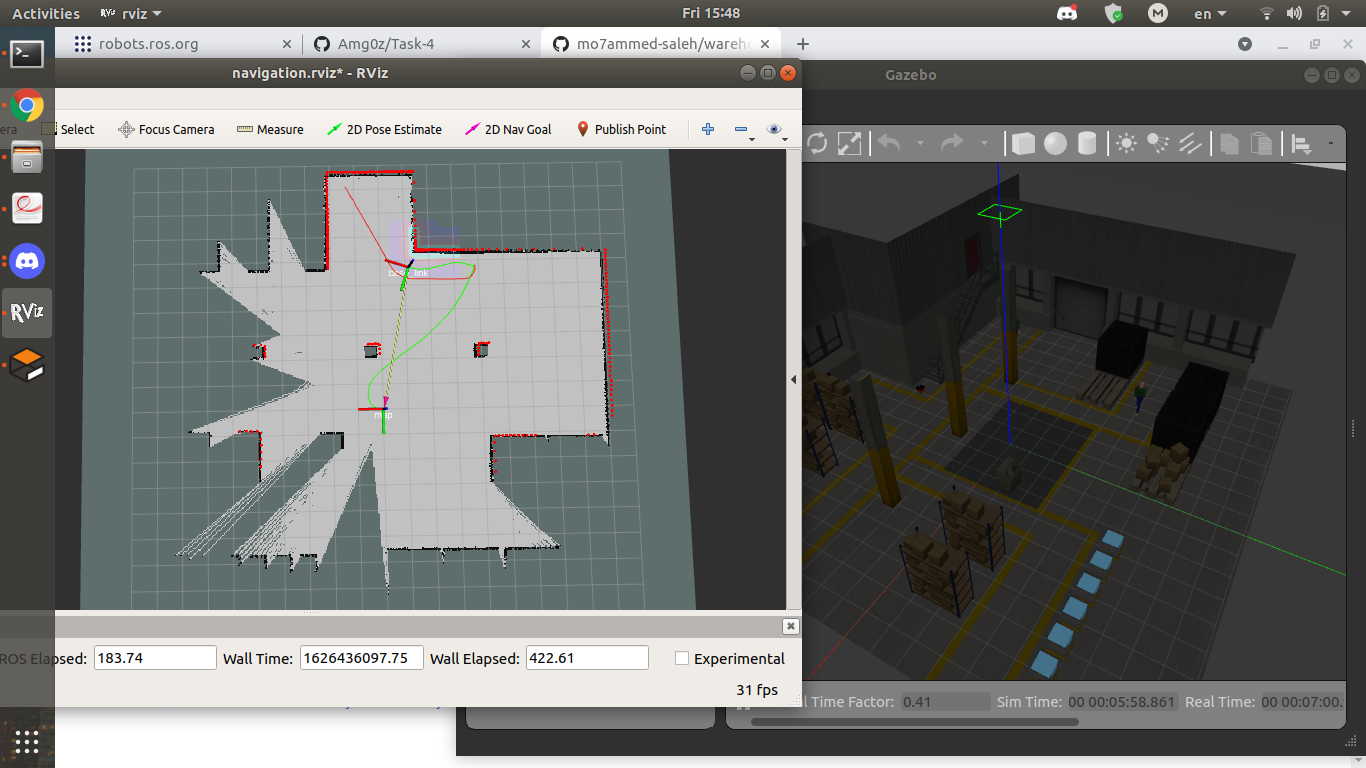 Activities RViz rviz Fri 15:48 M en
robots.ros.org Amg0z/Task-4 mo7ammed-saleh/wareho
navigation.rviz* - RViz
Gazebo
era Select Focus Camera Measure 2D Pose Estimate 2D Nav Goal Publish Point
base_link
map
RViz
ROS Elapsed: 183.74 Wall Time: 1626436097.75 Wall Elapsed: 422.61 Experimental
31 fps
l Time Factor: 0.41 Sim Time: 00 00:05:58.861 Real Time: 00 00:07:00.